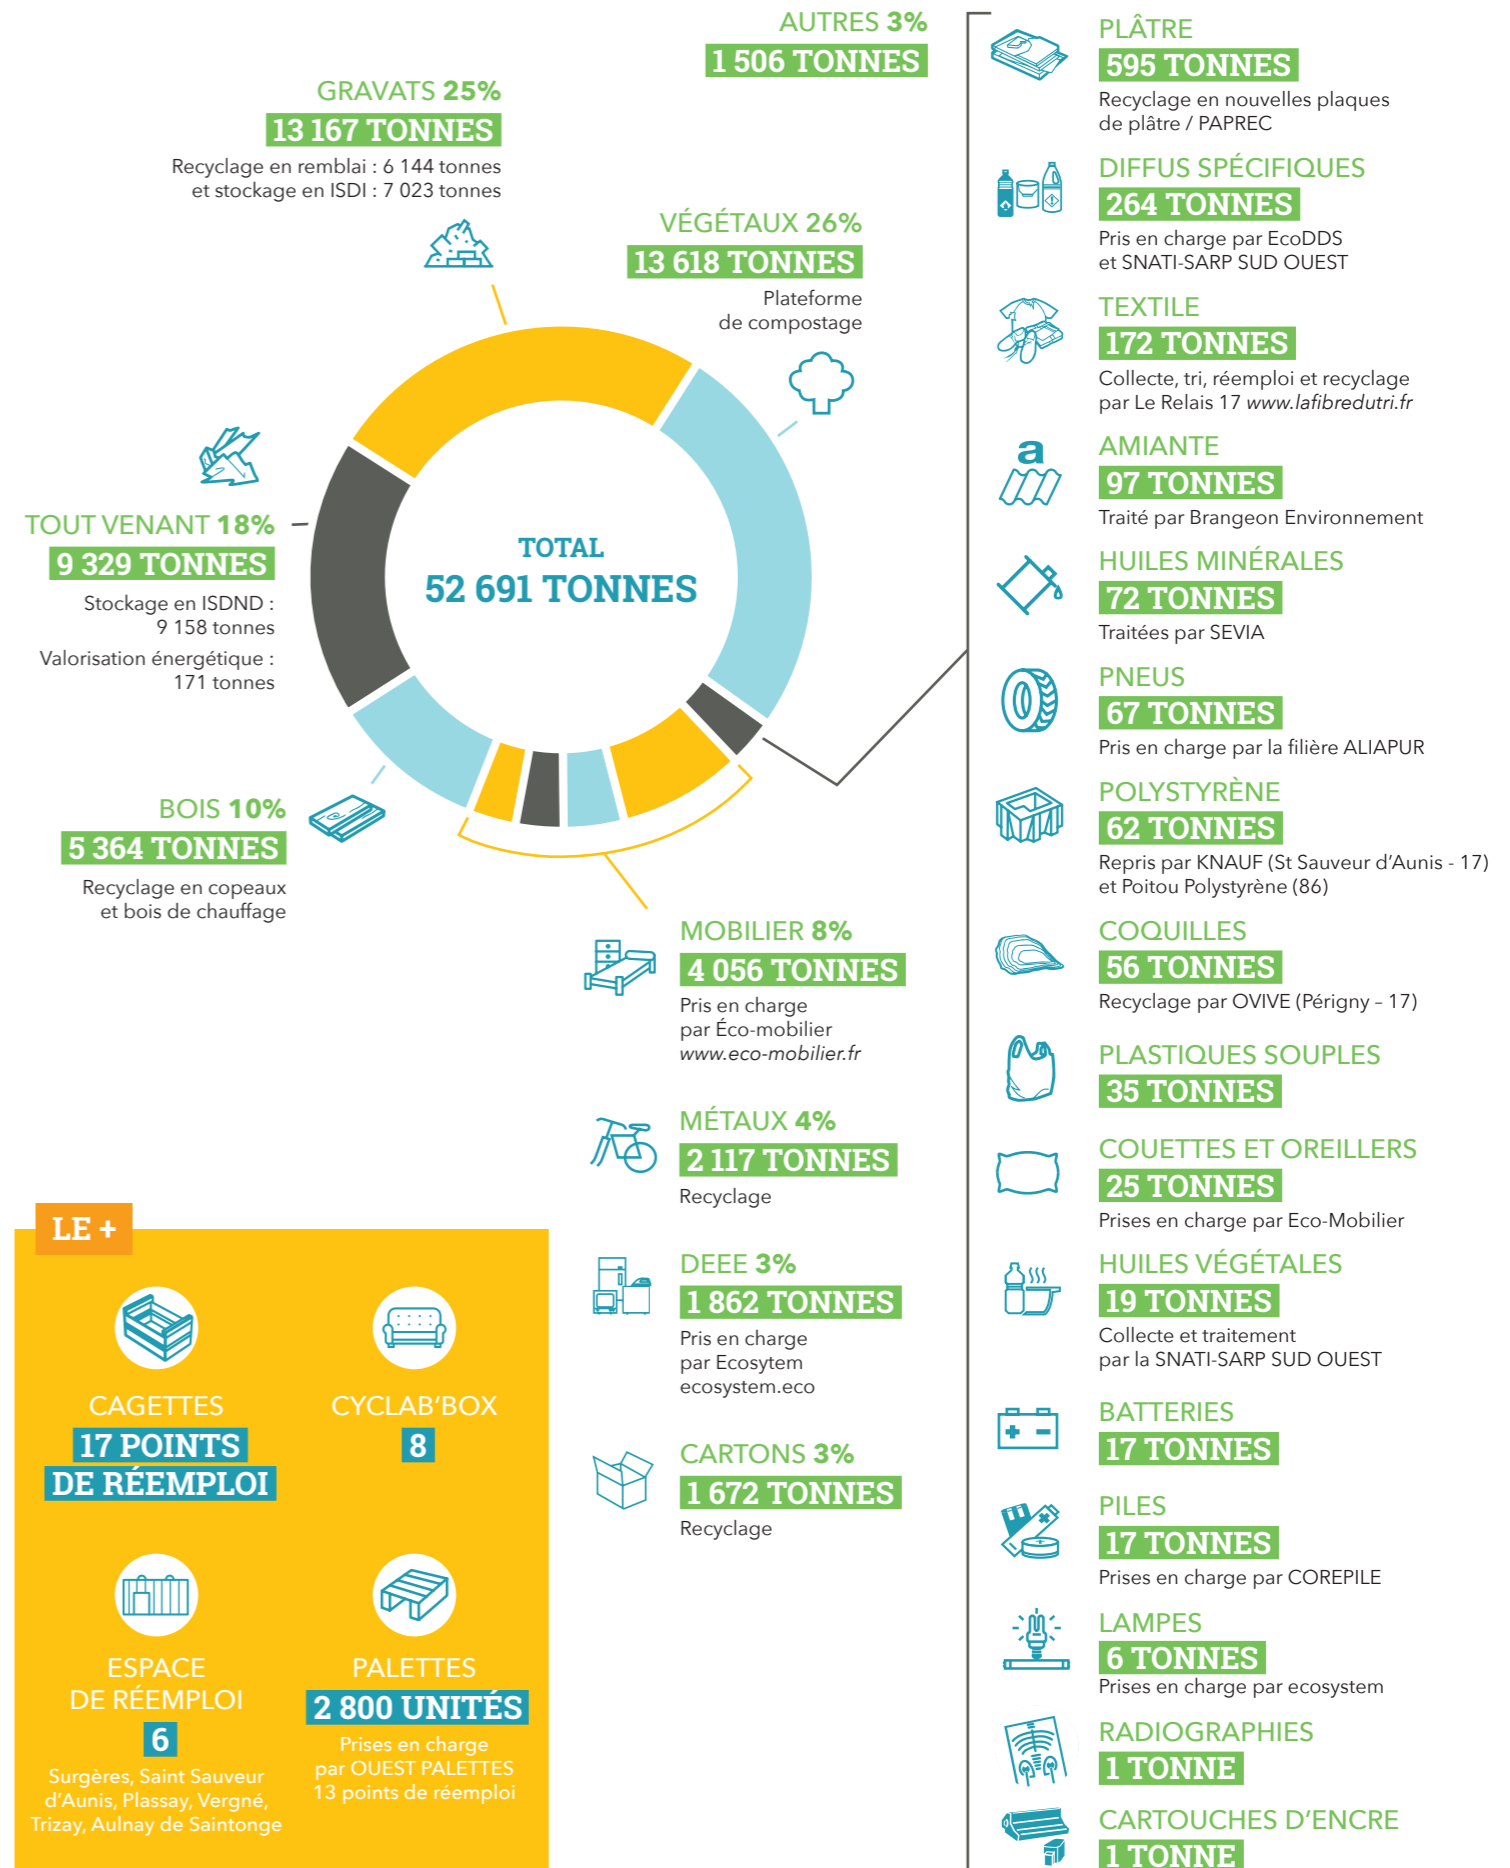 AUTRES 3%
1 506 TONNES
GRAVATS 25%
13 167 TONNES
Recyclage en remblai : 6 144 tonnes
et stockage en ISDI : 7 023 tonnes
VÉGÉTAUX 26%
13 618 TONNES
Plateforme
de compostage
TOUT VENANT 18%
9 329 TONNES
Stockage en ISDND :
9 158 tonnes
Valorisation énergétique :
171 tonnes
TOTAL
52 691 TONNES
BOIS 10%
5 364 TONNES
Recyclage en copeaux
et bois de chauffage
MOBILIER 8%
4 056 TONNES
Pris en charge
par Éco-mobilier
www.eco-mobilier.fr
MÉTAUX 4%
2 117 TONNES
Recyclage
DEEE 3%
1 862 TONNES
Pris en charge
par Ecosytem
ecosystem.eco
CARTONS 3%
1 672 TONNES
Recyclage
PLÂTRE
595 TONNES
Recyclage en nouvelles plaques
de plâtre / PAPREC
DIFFUS SPÉCIFIQUES
264 TONNES
Pris en charge par EcoDDS
et SNATI-SARP SUD OUEST
TEXTILE
172 TONNES
Collecte, tri, réemploi et recyclage
par Le Relais 17 www.lafibredutri.fr
a
AMIANTE
97 TONNES
Traité par Brangeon Environnement
HUILES MINÉRALES
72 TONNES
Traitées par SEVIA
PNEUS
67 TONNES
Pris en charge par la filière ALIAPUR
POLYSTYRÈNE
62 TONNES
Repris par KNAUF (St Sauveur d'Aunis - 17)
et Poitou Polystyrène (86)
COQUILLES
56 TONNES
Recyclage par OVIVE (Périgny – 17)
PLASTIQUES SOUPLES
35 TONNES
COUETTES ET OREILLERS
25 TONNES
Prises en charge par Eco-Mobilier
HUILES VÉGÉTALES
19 TONNES
Collecte et traitement
par la SNATI-SARP SUD OUEST
BATTERIES
17 TONNES
PILES
17 TONNES
Prises en charge par COREPILE
LAMPES
6 TONNES
Prises en charge par ecosystem
RADIOGRAPHIES
1 TONNE
CARTOUCHES D'ENCRE
1 TONNE
LE +
CAGETTES
17 POINTS
DE RÉEMPLOI
CYCLAB'BOX
8
ESPACE
DE RÉEMPLOI
6
Surgères, Saint Sauveur
d'Aunis, Plassay, Vergné,
Trizay, Aulnay de Saintonge
PALETTES
2 800 UNITÉS
Prises en charge
par OUEST PALETTES
13 points de réemploi